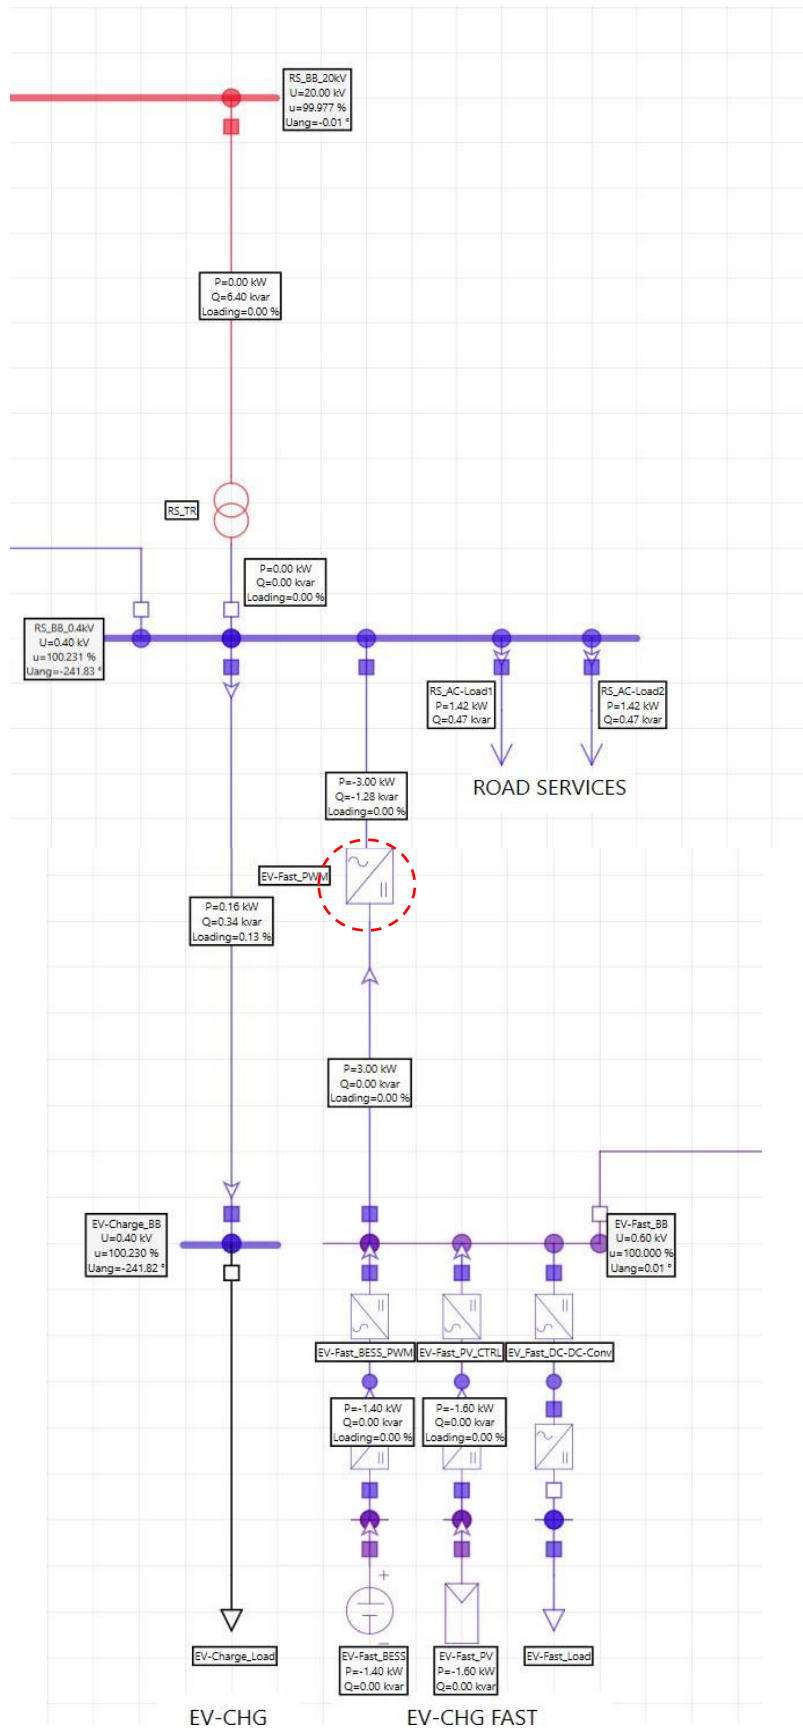 RS_BB_20kV
U=20.00 kV
u=99.977 %
Uang=-0.01 °
P=0.00 kW
Q=6.40 kvar
Loading=0.00 %
RS_TR
P=0.00 kW
Q=0.00 kvar
Loading=0.00 %
RS_BB_0.4kV
U=0.40 kV
u=100.231 %
Uang=-241.83 °
RS_AC-Load1
P=1.42 kW
Q=0.47 kvar
RS_AC-Load2
P=1.42 kW
Q=0.47 kvar
ROAD SERVICES
P=-3.00 kW
Q=-1.28 kvar
Loading=0.00 %
EV-Fast_PWM
P=0.16 kW
Q=0.34 kvar
Loading=0.13 %
P=3.00 kW
Q=0.00 kvar
Loading=0.00 %
EV-Charge_BB
U=0.40 kV
u=100.230 %
Uang=-241.82 °
EV-Fast_BB
U=0.60 kV
u=100.000 %
Uang=0.01 °
EV-Fast_BESS_PWM
EV-Fast_PV_CTRL
EV_Fast_DC-DC-Conv
P=-1.40 kW
Q=0.00 kvar
Loading=0.00 %
P=-1.60 kW
Q=0.00 kvar
Loading=0.00 %
EV-Charge_Load
EV-Fast_BESS
P=-1.40 kW
Q=0.00 kvar
EV-Fast_PV
P=-1.60 kW
Q=0.00 kvar
EV-Fast_Load
EV-CHG
EV-CHG FAST